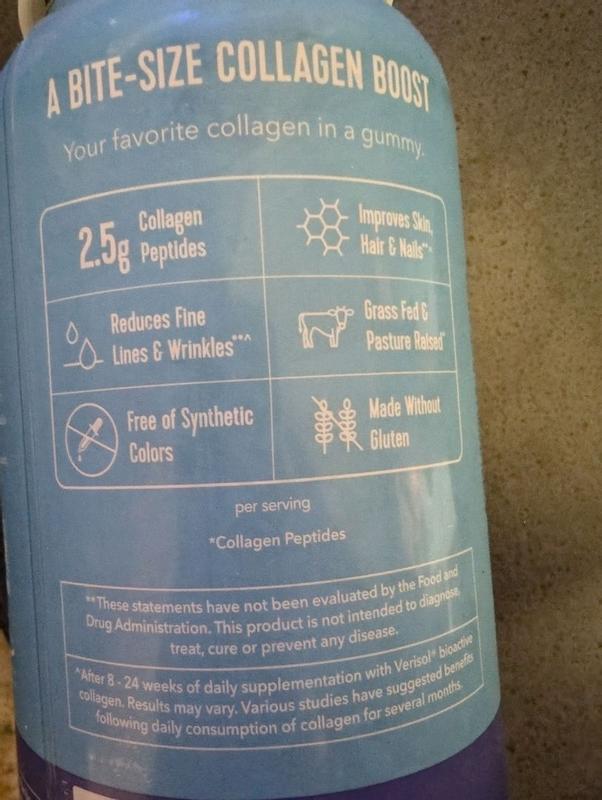 A BITE-SIZE COLLAGEN BOOST
Your favorite collagen in a gummy.
2.5g Collagen
Peptides
Improves Skin,
Hair & Nails**^
Reduces Fine
Lines & Wrinkles**^
Grass Fed &
Pasture Raised*
Free of Synthetic
Colors
Made Without
Gluten
per serving
*Collagen Peptides
**These statements have not been evaluated by the Food and
Drug Administration. This product is not intended to diagnose,
treat, cure or prevent any disease.
^After 8 - 24 weeks of daily supplementation with Verisol® bioactive
collagen. Results may vary. Various studies have suggested benefits
following daily consumption of collagen for several months.